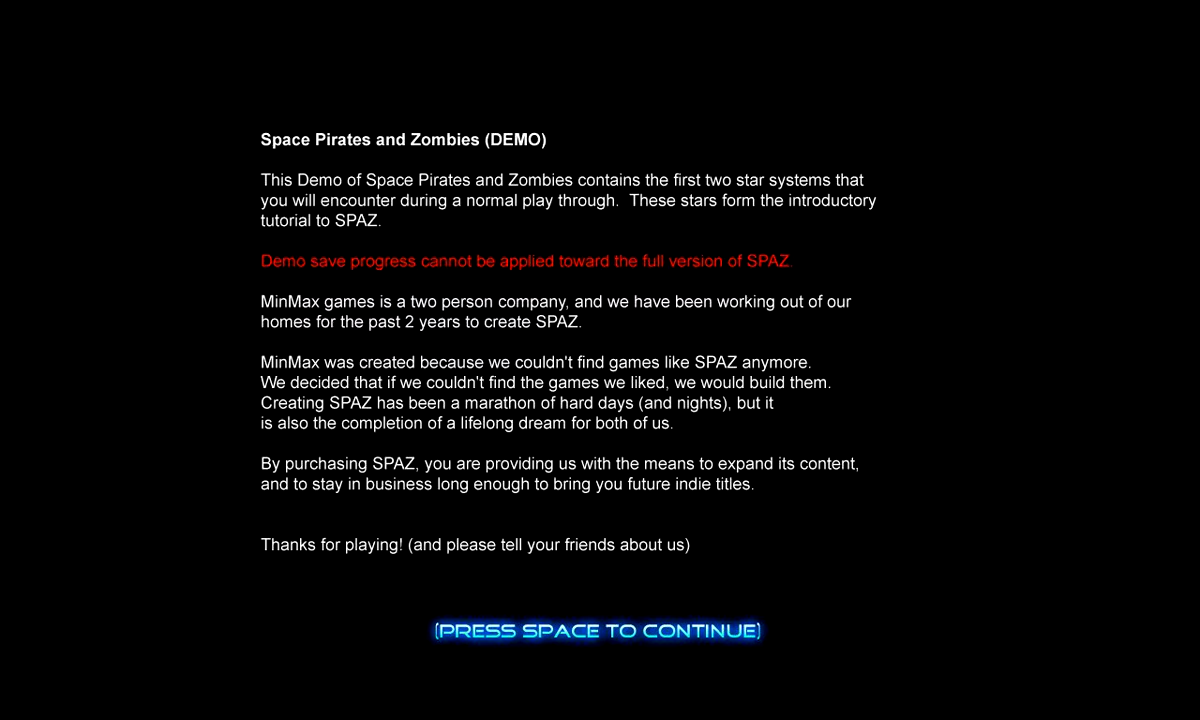 Space Pirates and Zombies (DEMO)
This Demo of Space Pirates and Zombies contains the first two star systems that
you will encounter during a normal play through.  These stars form the introductory
tutorial to SPAZ.
Demo save progress cannot be applied toward the full version of SPAZ.
MinMax games is a two person company, and we have been working out of our
homes for the past 2 years to create SPAZ.
MinMax was created because we couldn't find games like SPAZ anymore.
We decided that if we couldn't find the games we liked, we would build them.
Creating SPAZ has been a marathon of hard days (and nights), but it
is also the completion of a lifelong dream for both of us.
By purchasing SPAZ, you are providing us with the means to expand its content,
and to stay in business long enough to bring you future indie titles.
Thanks for playing! (and please tell your friends about us)
(PRESS SPACE TO CONTINUE)